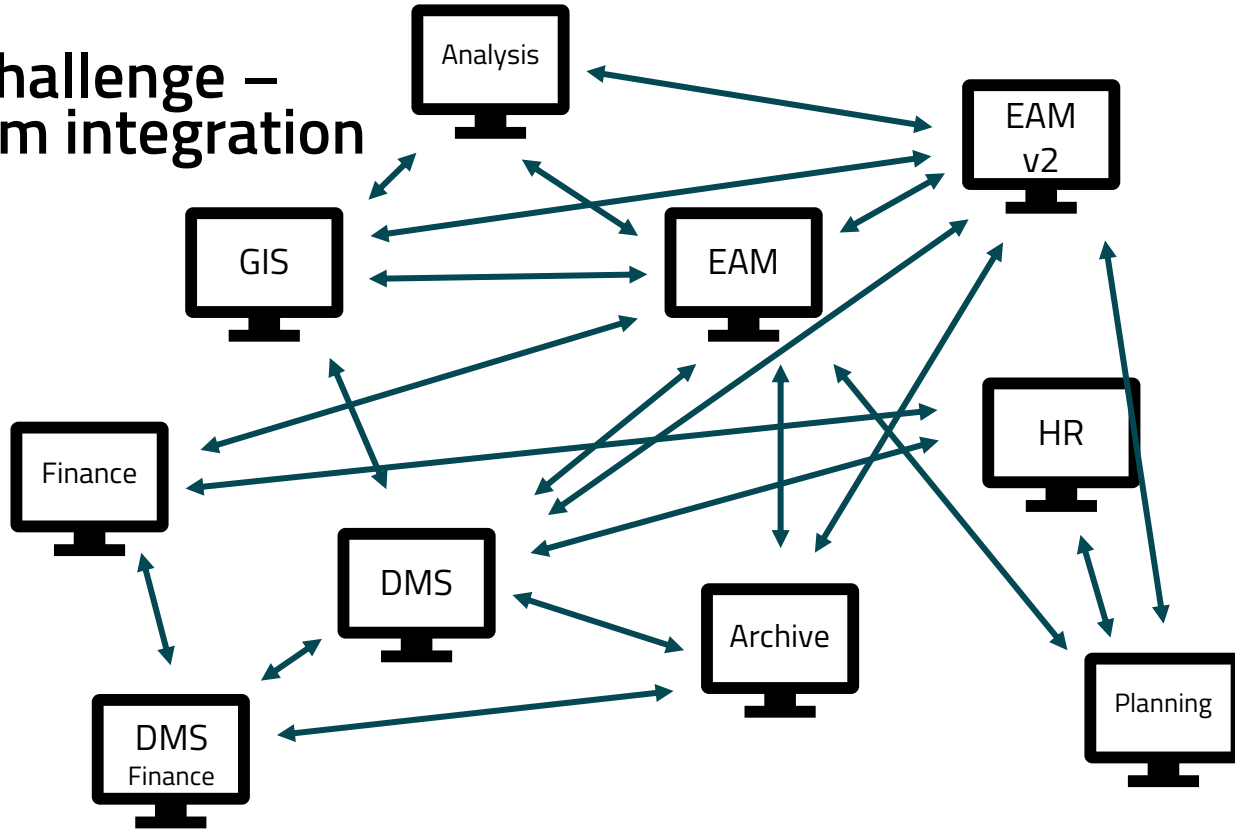 hallenge –
m integration
Analysis
EAM
v2
GIS
EAM
HR
Finance
DMS
Archive
Planning
DMS
Finance